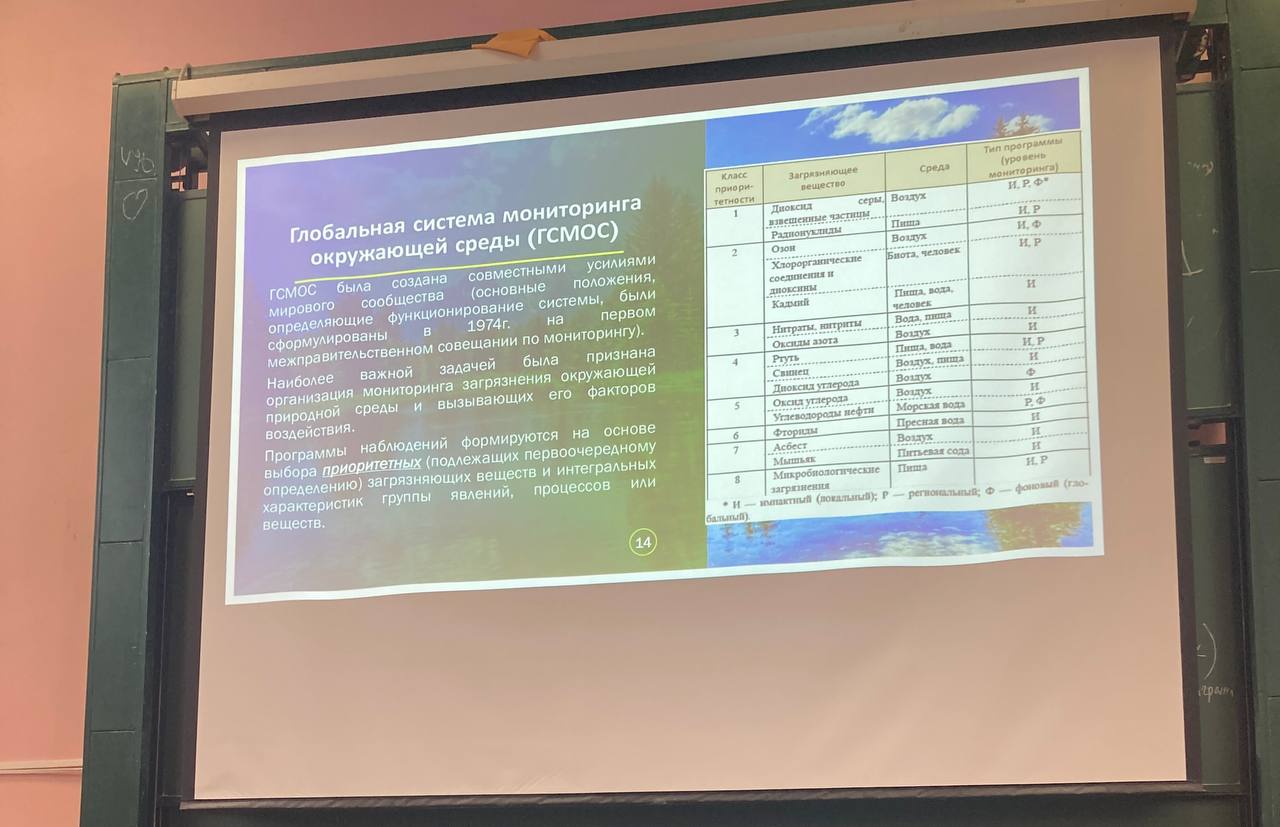 Глобальная система мониторинга
окружающей среды (ГСМОС)
ГСМОС была создана совместными усилиями
мирового сообщества (основные положения,
определяющие функционирование системы, были
сформулированы в 1974г. на первом
межправительственном совещании по мониторингу).
Наиболее важной задачей была признана
организация мониторинга загрязнения окружающей
природной среды и вызывающих его факторов
воздействия.
Программы наблюдений формируются на основе
выбора приоритетных (подлежащих первоочередному
определению) загрязняющих веществ и интегральных
характеристик группы явлений, процессов или
веществ.
14
Класс приори-тетности Загрязняющее вещество Среда Тип программы (уровень мониторинга)
1 Диоксид серы, взвешенные частицы Воздух И, Р, Ф*
Радионуклиды Пища И, Р
2 Озон Воздух И, Ф
Хлорорганические соединения и диоксины Биота, человек И, Р
Кадмий Пища, вода, человек И
3 Нитраты, нитриты Вода, пища И
Оксиды азота Воздух И
4 Ртуть Пища, вода И, Р
Свинец Воздух, пища И
Диоксид углерода Воздух Ф
5 Оксид углерода Воздух И
Углеводороды нефти Морская вода Р, Ф
6 Фториды Пресная вода И
7 Асбест Воздух И
Мышьяк Питьевая сода И
8 Микробиологические загрязнения Пища И, Р
* И — импактный (локальный); Р — региональный; Ф — фоновый (гло-
бальный).